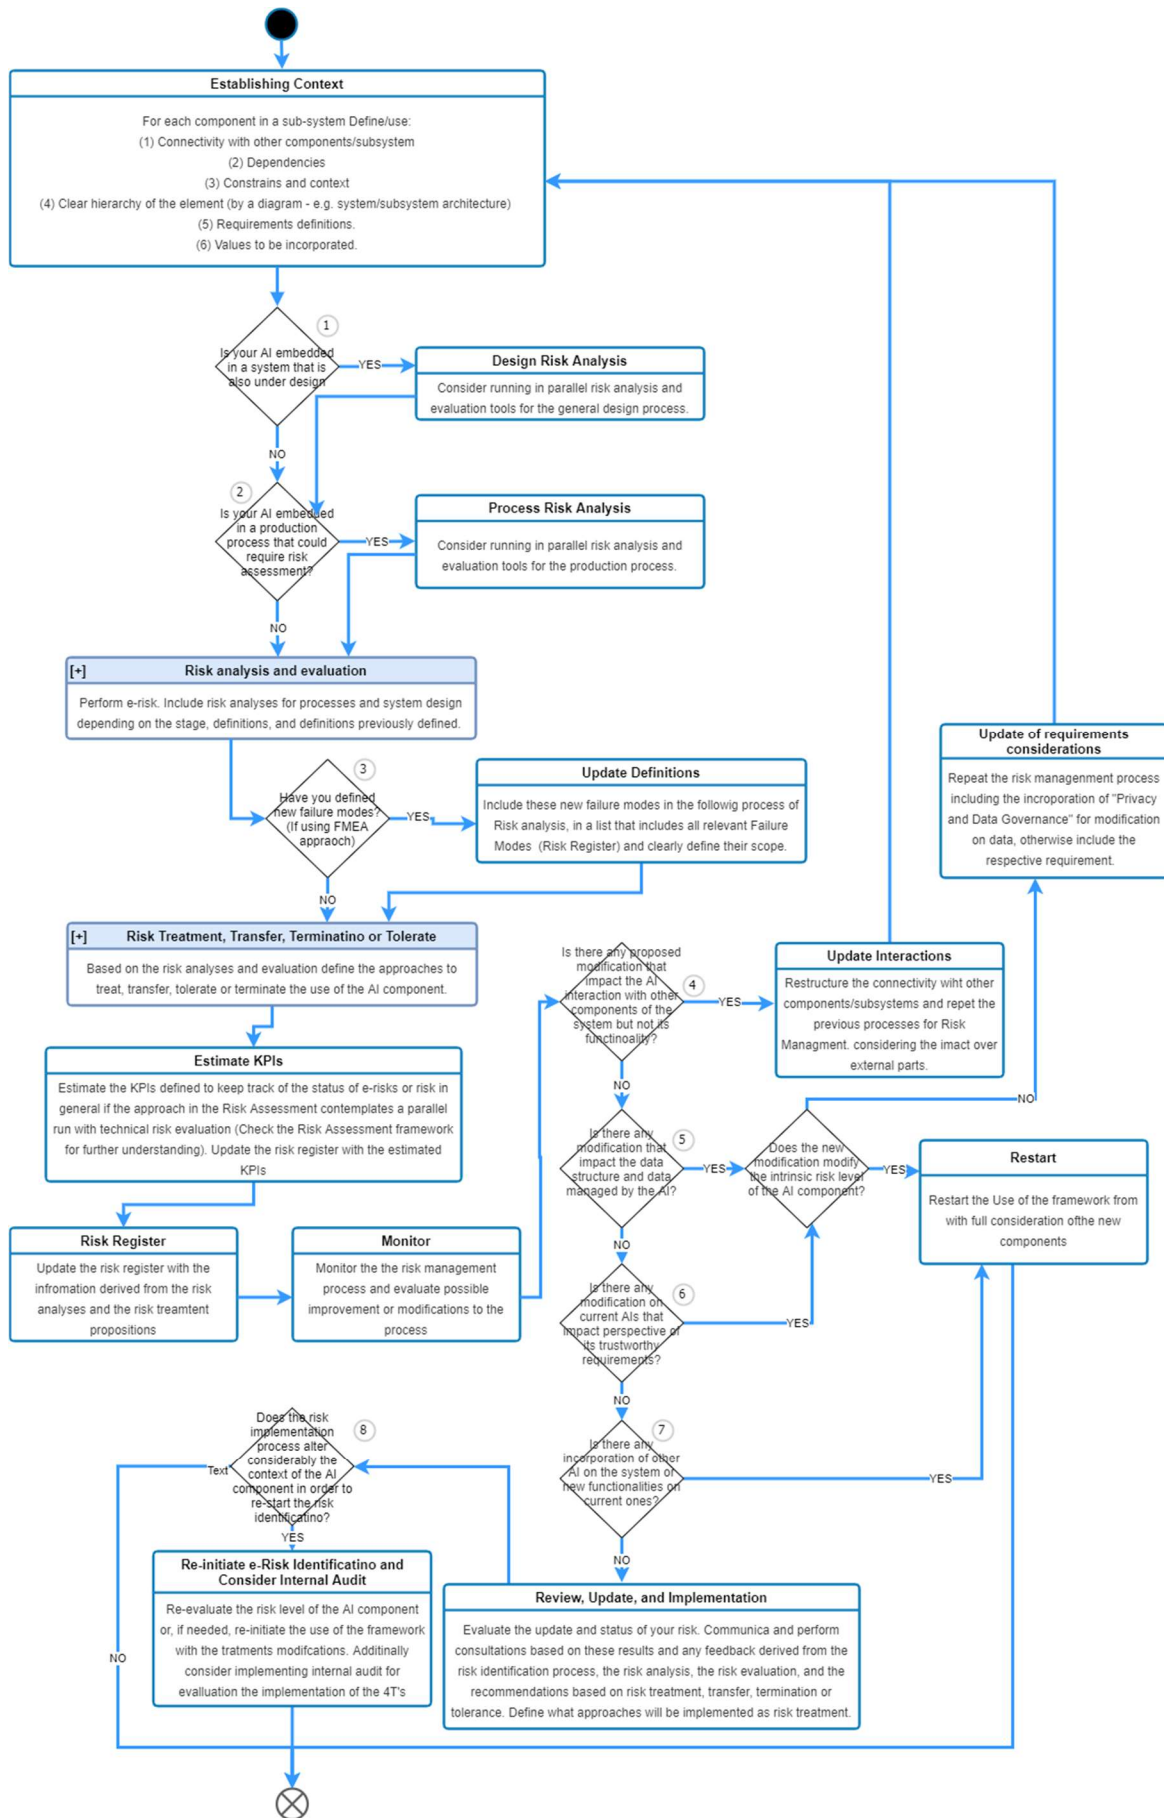 Establishing Context
For each component in a sub-system Define/use:
(1) Connectivity with other components/subsystem
(2) Dependencies
(3) Constrains and context
(4) Clear hierarchy of the element (by a diagram - e.g. system/subsystem architecture)
(5) Requirements definitions.
(6) Values to be incorporated.
1
Is your AI embedded
in a system that is
also under design
YES
Design Risk Analysis
Consider running in parallel risk analysis and
evaluation tools for the general design process.
NO
2
Is your AI embedded
in a production
process that could
require risk
assessment?
YES
Process Risk Analysis
Consider running in parallel risk analysis and
evaluation tools for the production process.
NO
[+]
Risk analysis and evaluation
Perform e-risk. Include risk analyses for processes and system design
depending on the stage, definitions, and definitions previously defined.
3
Have you defined
new failure modes?
(If using FMEA
appraoch)
YES
Update Definitions
Include these new failure modes in the followig process of
Risk analysis, in a list that includes all relevant Failure
Modes (Risk Register) and clearly define their scope.
NO
[+]
Risk Treatment, Transfer, Terminatino or Tolerate
Based on the risk analyses and evaluation define the approaches to
treat, transfer, tolerate or terminate the use of the AI component.
Estimate KPIs
Estimate the KPIs defined to keep track of the status of e-risks or risk in
general if the approach in the Risk Assessment contemplates a parallel
run with technical risk evaluation (Check the Risk Assessment framework
for further understanding). Update the risk register with the estimated
KPIs
Risk Register
Update the risk register with the
infromation derived from the risk
analyses and the risk treamtent
propositions
Monitor
Monitor the the risk management
process and evaluate possible
improvement or modifications to the
process
Is there any proposed
modification that
impact the AI
interaction with other
components of the
system but not its
functinoality?
4
YES
Update Interactions
Restructure the connectivity wiht other
components/subsystems and repet the
previous processes for Risk
Managment. considering the imact over
external parts.
Update of requirements
considerations
Repeat the risk managenment process
including the incroporation of "Privacy
and Data Governance" for modification
on data, otherwise include the
respective requirement.
NO
NO
Is there any
modification that
impact the data
structure and data
managed by the AI?
5
YES
Does the new
modification modify
the intrinsic risk level
of the AI component?
YES
Restart
Restart the Use of the framework from
with full consideration ofthe new
components
NO
Is there any
modification on
current AIs that
impact perspective of
its trustworthy
requirements?
6
YES
NO
Is there any
incorporation of other
AI on the system or
new functionalities on
current ones?
7
YES
NO
Review, Update, and Implementation
Evaluate the update and status of your risk. Communica and perform
consultations based on these results and any feedback derived from the
risk identification process, the risk analysis, the risk evaluation, and the
recommendations based on risk treatment, transfer, termination or
tolerance. Define what approaches will be implemented as risk treatment.
Does the risk
implementation
process alter
considerably the
context of the AI
component in order to
re-start the risk
identificatino?
8
Text
YES
Re-initiate e-Risk Identificatino and
Consider Internal Audit
Re-evaluate the risk level of the AI component
or, if needed, re-initiate the use of the framework
with the tratments modifcations. Additinally
consider implementing internal audit for
evalluation the implementation of the 4T's
NO